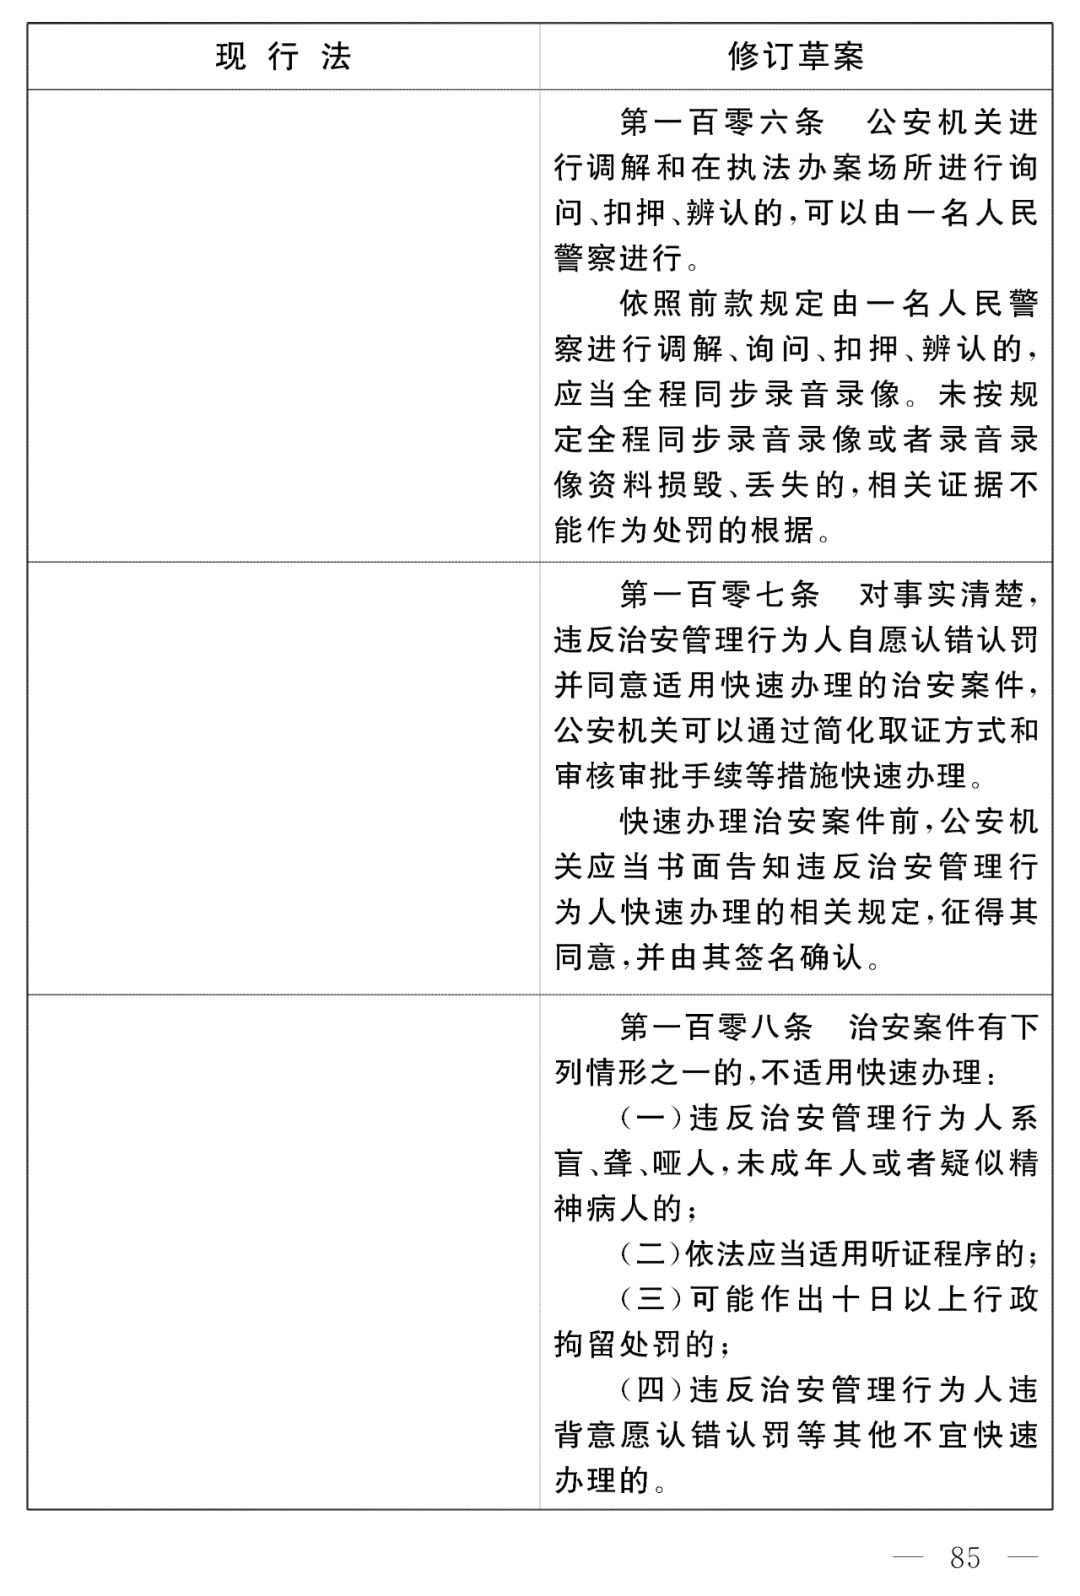 现行法
修订草案
第一百零六条　公安机关进
行调解和在执法办案场所进行询
问、扣押、辨认的，可以由一名人民
警察进行。
依照前款规定由一名人民警
察进行调解、询问、扣押、辨认的，
应当全程同步录音录像。未按规
定全程同步录音录像或者录音录
像资料损毁、丢失的，相关证据不
能作为处罚的根据。
第一百零七条　对事实清楚，
违反治安管理行为人自愿认错认罚
并同意适用快速办理的治安案件，
公安机关可以通过简化取证方式和
审核审批手续等措施快速办理。
快速办理治安案件前，公安机
关应当书面告知违反治安管理行
为人快速办理的相关规定，征得其
同意，并由其签名确认。
第一百零八条　治安案件有下
列情形之一的，不适用快速办理：
（一）违反治安管理行为人系
盲、聋、哑人，未成年人或者疑似精
神病人的；
（二）依法应当适用听证程序的；
（三）可能作出十日以上行政
拘留处罚的；
（四）违反治安管理行为人违
背意愿认错认罚等其他不宜快速
办理的。
— 85 —